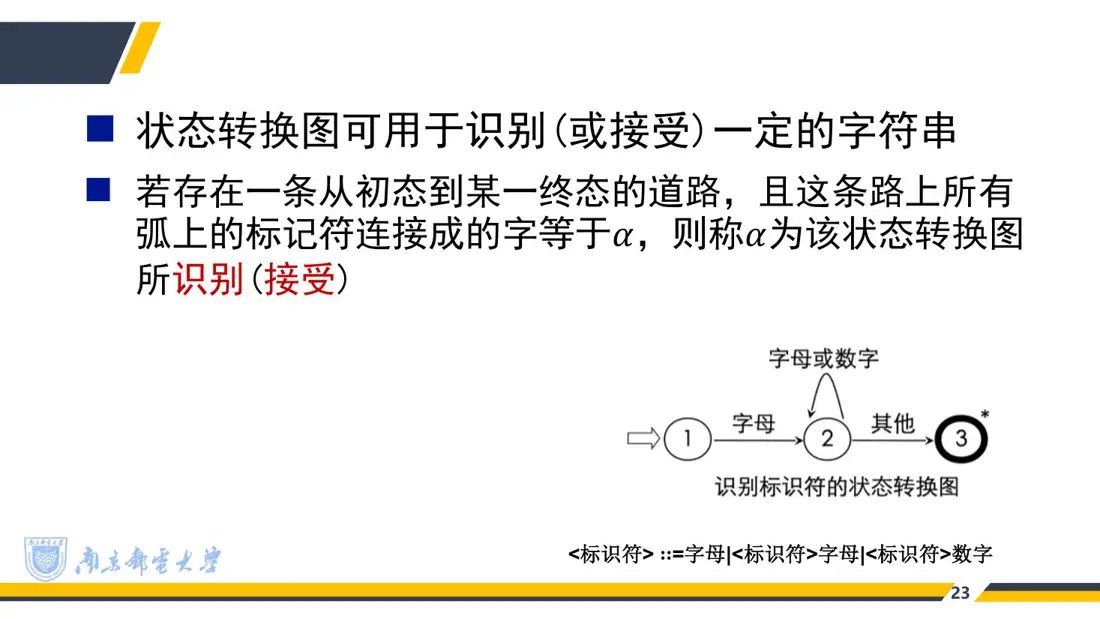 状态转换图可用于识别(或接受)一定的字符串
若存在一条从初态到某一终态的道路，且这条路上所有
弧上的标记符连接成的字等于α，则称α为该状态转换图
所识别(接受)
字母或数字
1 字母 2 其他 3 *
识别标识符的状态转换图
<标识符> ::=字母|<标识符>字母|<标识符>数字
南京邮电大学
23